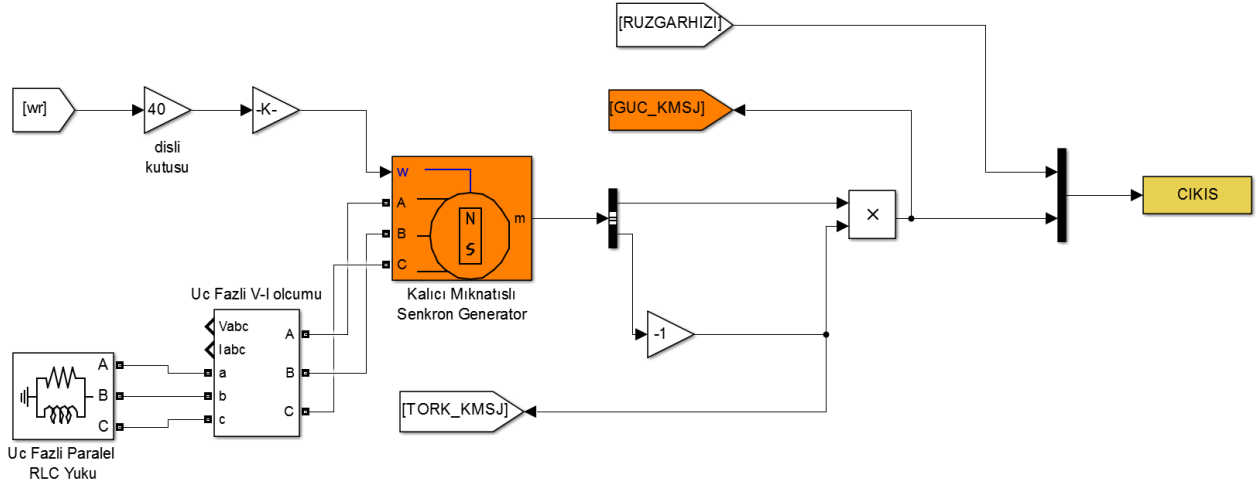 [RUZGARHIZI]
[GUC_KMSJ]
[wr]
40
-K-
disli
kutusu
w
A
B
C
m
N
S
Kalıcı Mıknatıslı
Senkron Generator
×
CIKIS
-1
[TORK_KMSJ]
Uc Fazli V-I olcumu
Vabc
Iabc
a
b
c
A
B
C
A
B
C
Uc Fazli Paralel
RLC Yuku